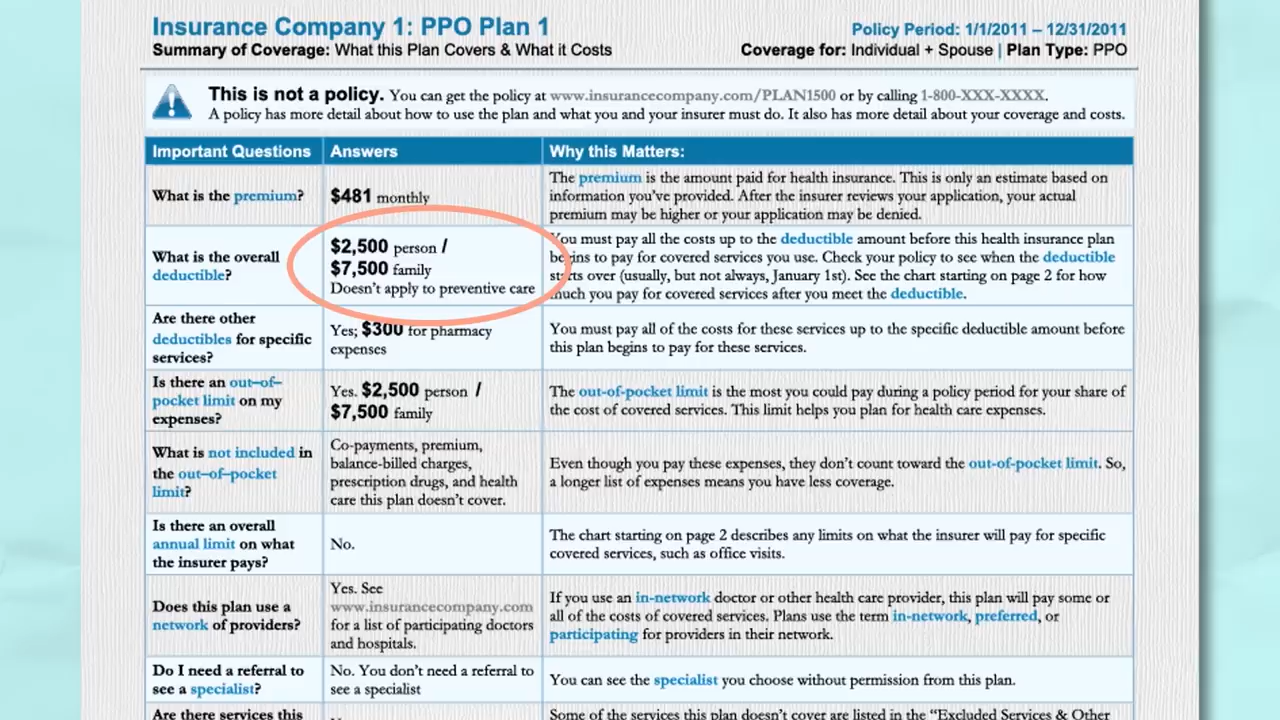 Insurance Company 1: PPO Plan 1
Policy Period: 1/1/2011 – 12/31/2011
Summary of Coverage: What this Plan Covers & What it Costs
Coverage for: Individual + Spouse | Plan Type: PPO
This is not a policy. You can get the policy at www.insurancecompany.com/PLAN1500 or by calling 1-800-XXX-XXXX.
A policy has more detail about how to use the plan and what you and your insurer must do. It also has more detail about your coverage and costs.
Important Questions
Answers
Why this Matters:
What is the premium?
$481 monthly
The premium is the amount paid for health insurance. This is only an estimate based on
information you've provided. After the insurer reviews your application, your actual
premium may be higher or your application may be denied.
What is the overall
deductible?
$2,500 person /
$7,500 family
Doesn't apply to preventive care
You must pay all the costs up to the deductible amount before this health insurance plan
begins to pay for covered services you use. Check your policy to see when the deductible
starts over (usually, but not always, January 1st). See the chart starting on page 2 for how
much you pay for covered services after you meet the deductible.
Are there other
deductibles for specific
services?
Yes; $300 for pharmacy
expenses
You must pay all of the costs for these services up to the specific deductible amount before
this plan begins to pay for these services.
Is there an out–of–
pocket limit on my
expenses?
Yes. $2,500 person /
$7,500 family
The out-of-pocket limit is the most you could pay during a policy period for your share of
the cost of covered services. This limit helps you plan for health care expenses.
What is not included in
the out–of–pocket
limit?
Co-payments, premium,
balance-billed charges,
prescription drugs, and health
care this plan doesn't cover.
Even though you pay these expenses, they don't count toward the out-of-pocket limit. So,
a longer list of expenses means you have less coverage.
Is there an overall
annual limit on what
the insurer pays?
No.
The chart starting on page 2 describes any limits on what the insurer will pay for specific
covered services, such as office visits.
Does this plan use a
network of providers?
Yes. See
www.insurancecompany.com
for a list of participating doctors
and hospitals.
If you use an in-network doctor or other health care provider, this plan will pay some or
all of the costs of covered services. Plans use the term in-network, preferred, or
participating for providers in their network.
Do I need a referral to
see a specialist?
No. You don't need a referral to
see a specialist
You can see the specialist you choose without permission from this plan.
Are there services this
Some of the services this plan doesn't cover are listed in the "Excluded Services & Other